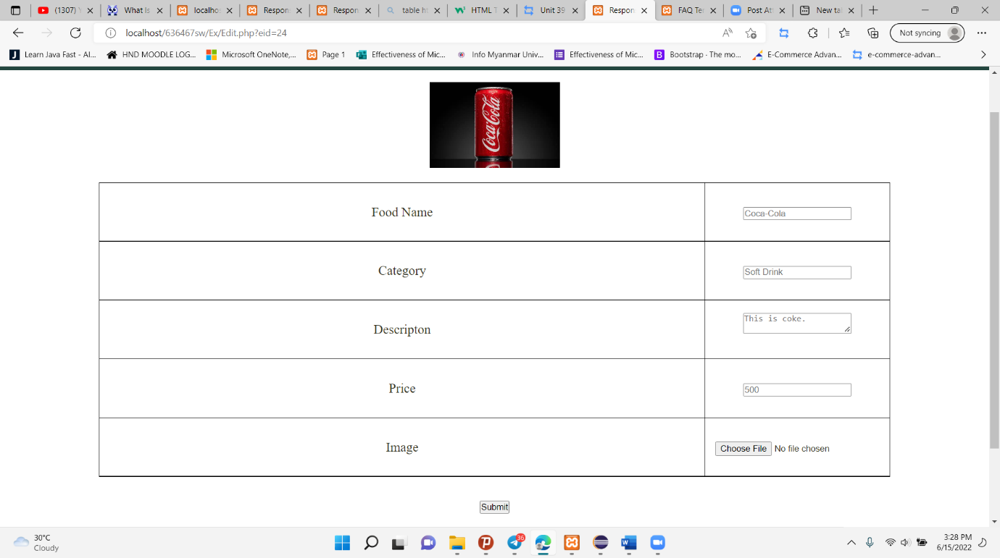 (1307) Y
What Is
localhos
Respon
Respon
table ht
HTML T
Unit 39
Respon
FAQ Ter
Post Att
New tab
localhost/636467sw/Ex/Edit.php?eid=24
Not syncing
Learn Java Fast - Al...
HND MOODLE LOG...
Microsoft OneNote,...
Page 1
Effectiveness of Mic...
Info Myanmar Univ...
Effectiveness of Mic...
Bootstrap · The mo...
E-Commerce Advan...
e-commerce-advan...
Coca-Cola
Food Name
Coca-Cola
Category
Soft Drink
Descripton
This is coke.
Price
500
Image
Choose File No file chosen
Submit
30°C
Cloudy
36
3:28 PM
6/15/2022